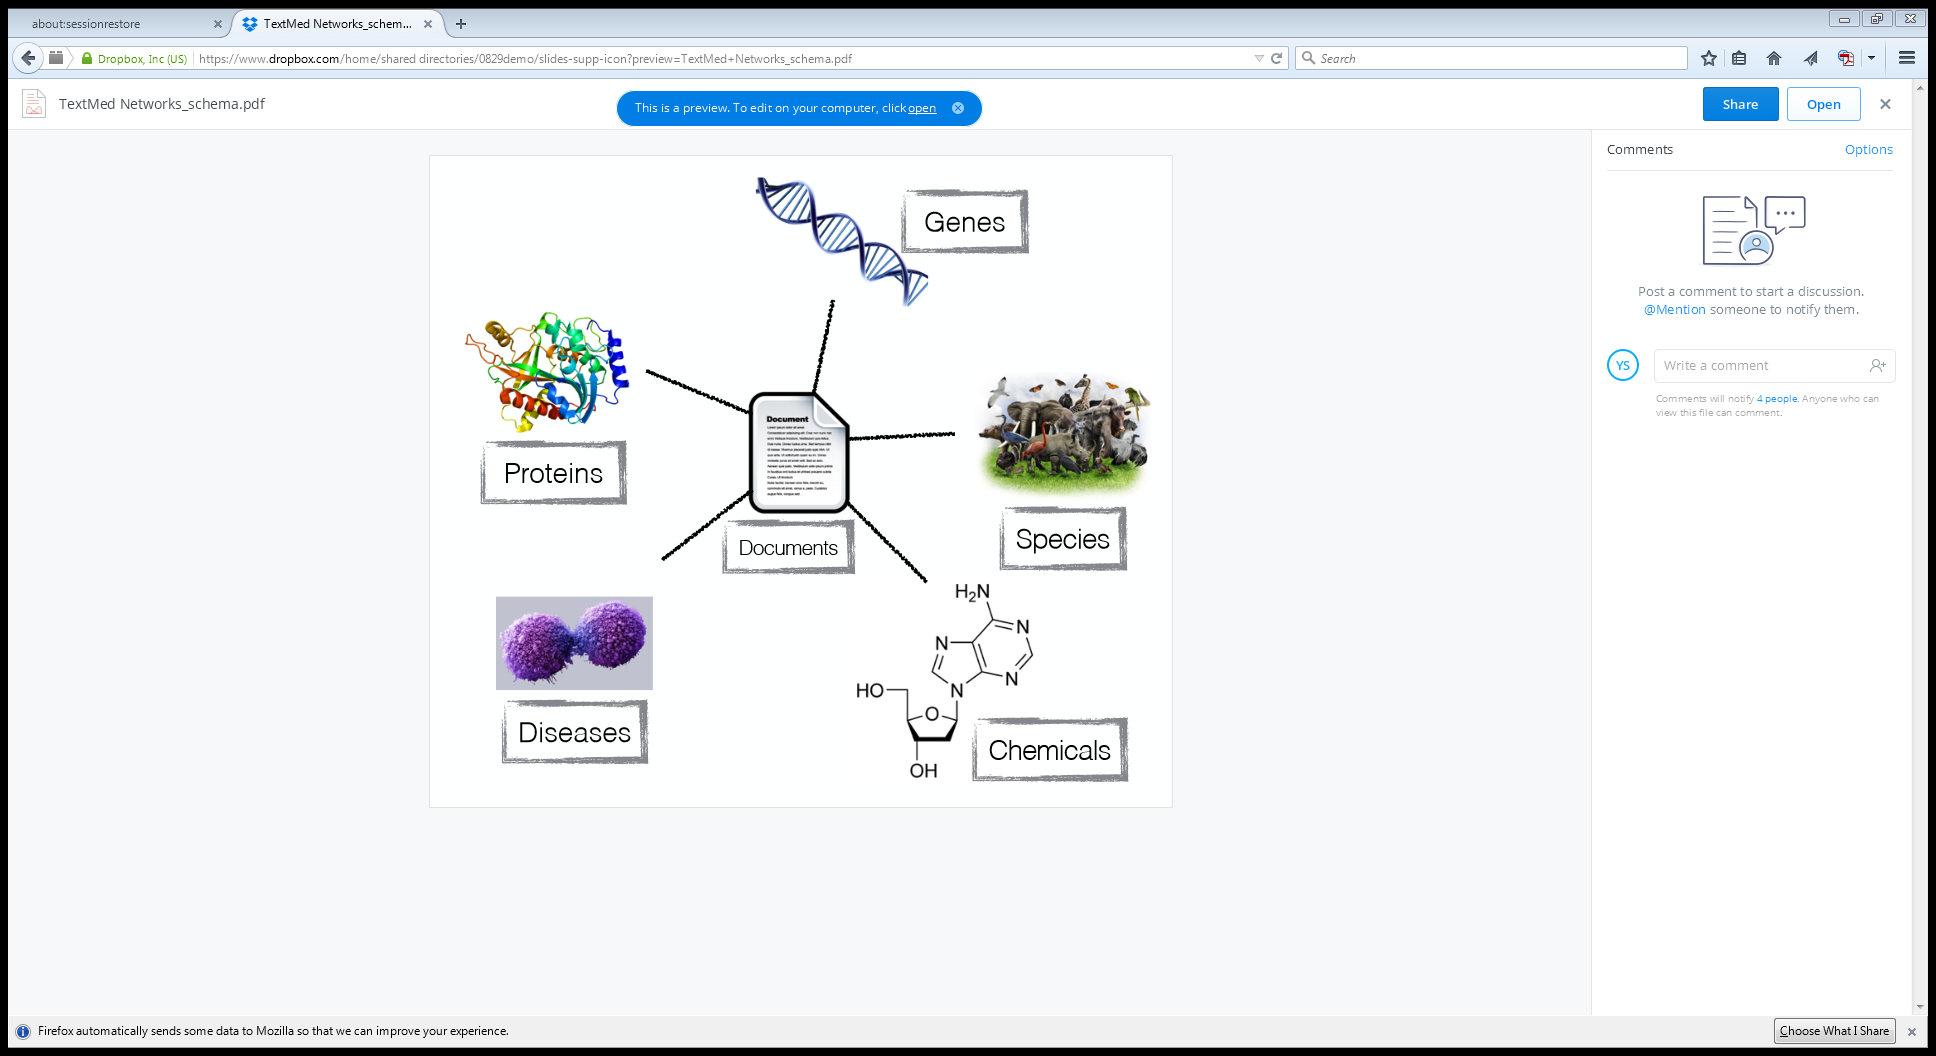 about:sessionrestore
TextMed Networks_schem...
Dropbox, Inc (US)
https://www.dropbox.com/home/shared directories/0829demo/slides-supp-icon?preview=TextMed+Networks_schema.pdf
Search
TextMed Networks_schema.pdf
This is a preview. To edit on your computer, click open
Share
Open
Comments
Options
Genes
Proteins
Document
Documents
Species
Diseases
H2N
N
N
N
N
HO
O
OH
Chemicals
Post a comment to start a discussion.
@Mention someone to notify them.
YS
Write a comment
Comments will notify 4 people. Anyone who can
view this file can comment.
Firefox automatically sends some data to Mozilla so that we can improve your experience.
Choose What I Share